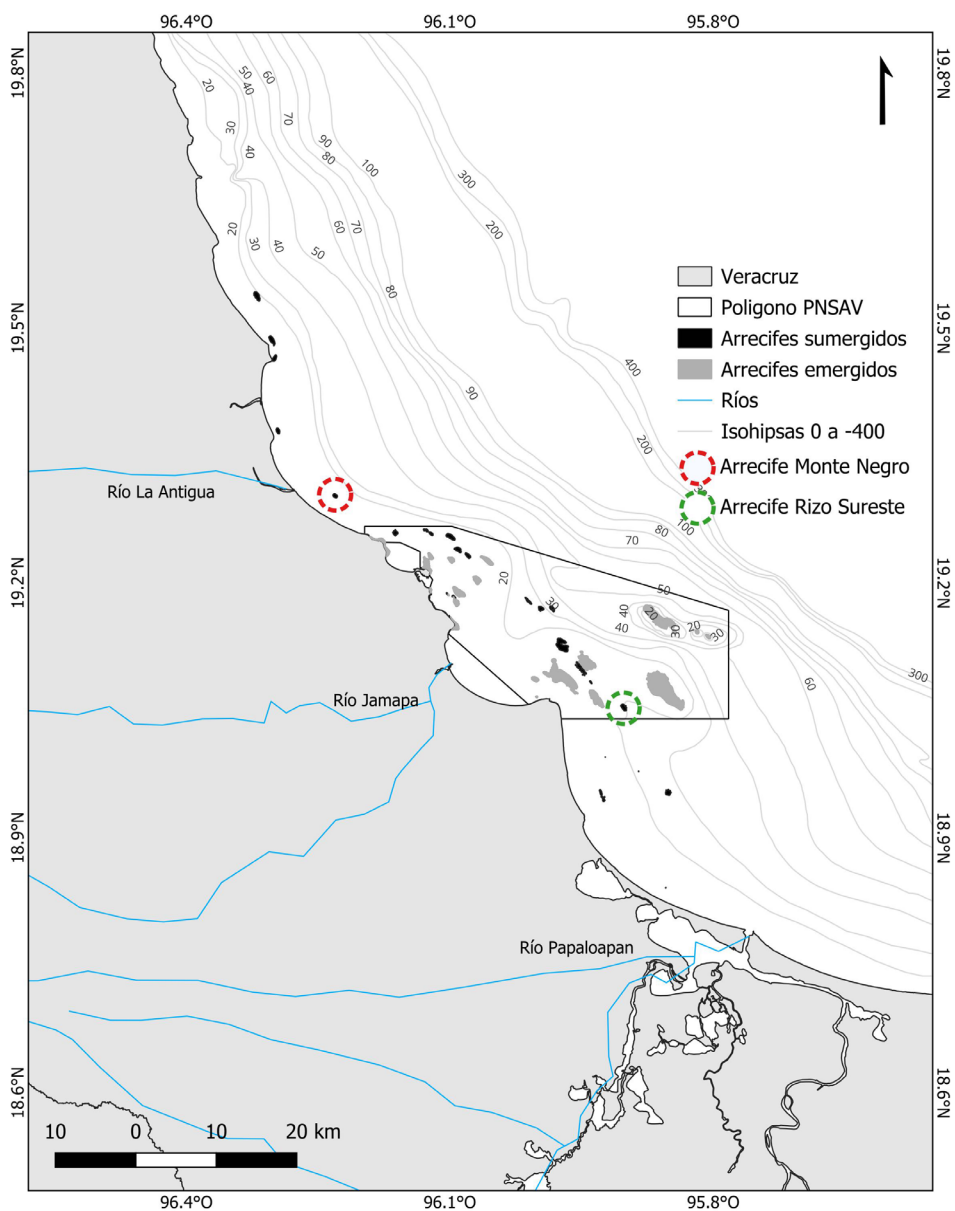 96.4°O
96.1°O
95.8°O
19.8°N
19.8°N
50
40
20
60
30
70
90
80
40
100
300
200
20
30
40
50
60
70
80
Veracruz
Poligono PNSAV
Arrecifes sumergidos
Arrecifes emergidos
Ríos
Isohipsas 0 a -400
Arrecife Monte Negro
Arrecife Rizo Sureste
19.5°N
19.5°N
400
90
200
100
Río La Antigua
80
70
19.2°N
19.2°N
20
50
30
40
20
40
30
20
30
60
300
Río Jamapa
18.9°N
18.9°N
Río Papaloapan
18.6°N
18.6°N
10
0
10
20 km
96.4°O
96.1°O
95.8°O